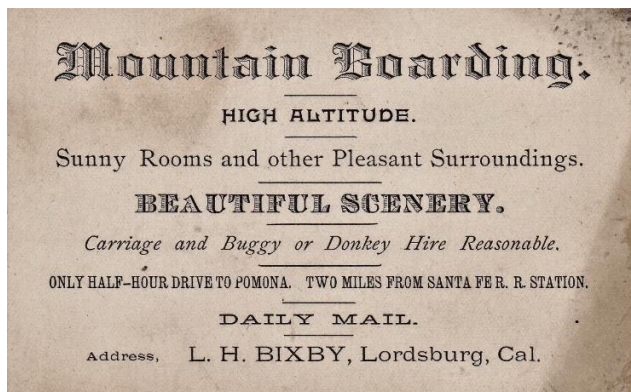 Mountain Boarding.
HIGH ALTITUDE.
Sunny Rooms and other Pleasant Surroundings.
BEAUTIFUL SCENERY.
Carriage and Buggy or Donkey Hire Reasonable.
ONLY HALF-HOUR DRIVE TO POMONA. TWO MILES FROM SANTA FE R. R. STATION.
DAILY MAIL.
Address, L. H. BIXBY, Lordsburg, Cal.